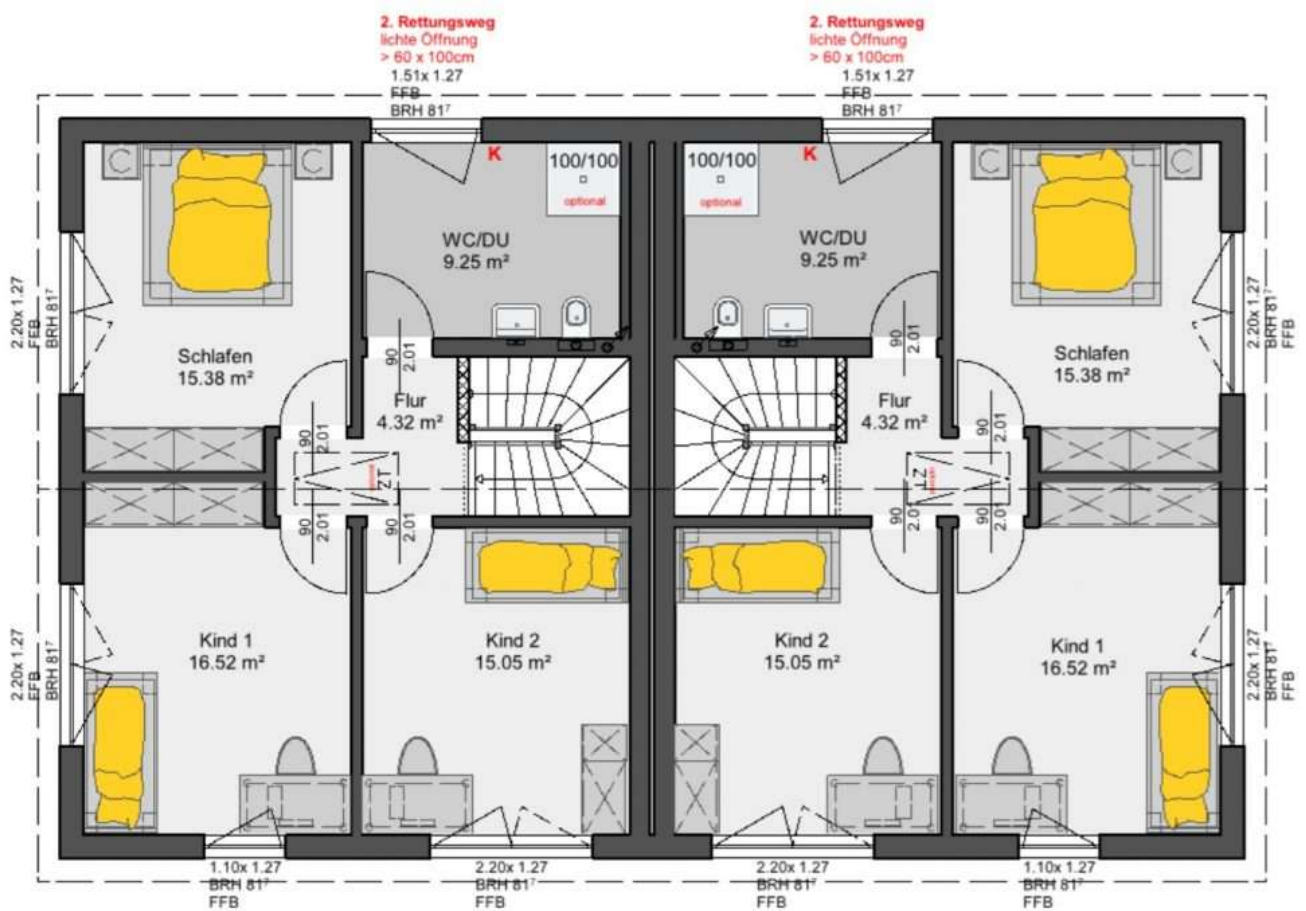 2. Rettungsweg
lichte Öffnung
> 60 x 100cm
1.51x 1.27
FFB
BRH 81⁷
2. Rettungsweg
lichte Öffnung
> 60 x 100cm
1.51x 1.27
FFB
BRH 81⁷
K
100/100
optional
100/100
optional
K
WC/DU
9.25 m²
WC/DU
9.25 m²
2.20x 1.27
FFB
BRH 81⁷
Schlafen
15.38 m²
90
2.01
Flur
4.32 m²
90
2.01
Flur
4.32 m²
Schlafen
15.38 m²
2.20x 1.27
FFB
BRH 81⁷
90
2.01
ZT
90
2.01
90
2.01
90
2.01
ZT
90
2.01
90
2.01
2.20x 1.27
FFB
BRH 81⁷
Kind 1
16.52 m²
Kind 2
15.05 m²
Kind 2
15.05 m²
Kind 1
16.52 m²
2.20x 1.27
FFB
BRH 81⁷
1.10x 1.27
BRH 81⁷
FFB
2.20x 1.27
BRH 81⁷
FFB
2.20x 1.27
BRH 81⁷
FFB
1.10x 1.27
BRH 81⁷
FFB